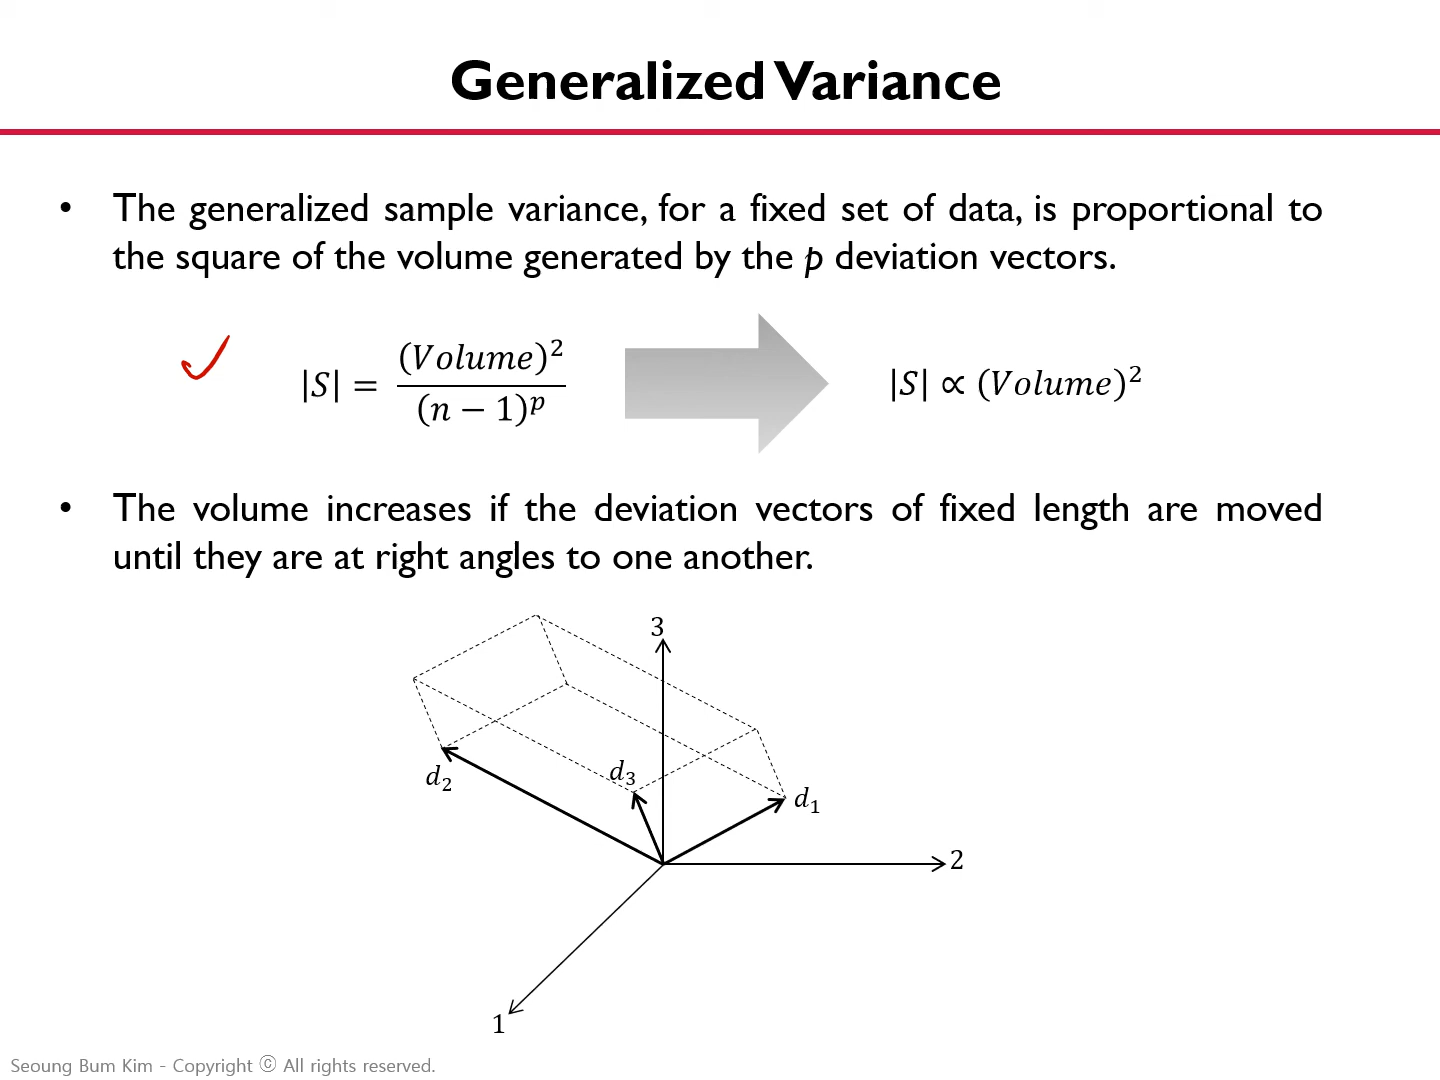 Generalized Variance
• The generalized sample variance, for a fixed set of data, is proportional to
the square of the volume generated by the p deviation vectors.
|S| = (Volume)² / (n − 1)ᵖ
|S| ∝ (Volume)²
• The volume increases if the deviation vectors of fixed length are moved
until they are at right angles to one another.
3
d₂
d₃
d₁
2
1
Seoung Bum Kim - Copyright ⓒ All rights reserved.